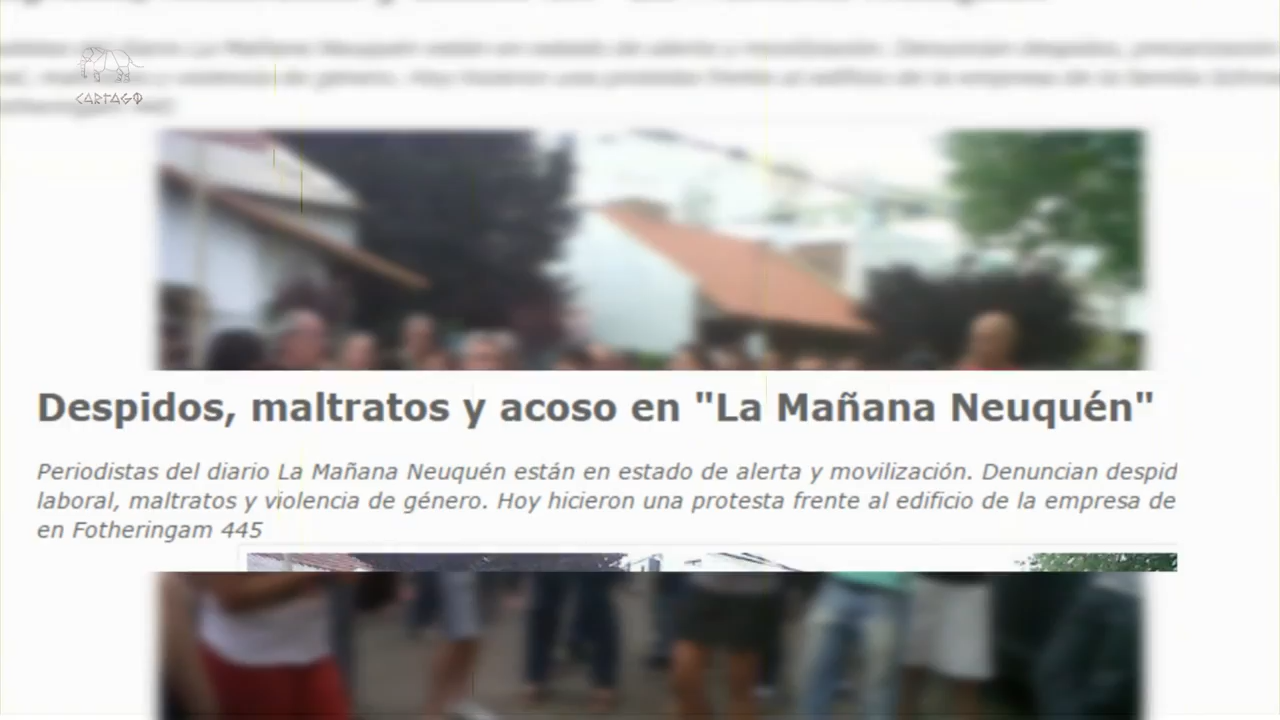 CARTAGO
Despidos, maltratos y acoso en "La Mañana Neuquén"
Periodistas del diario La Mañana Neuquén están en estado de alerta y movilización. Denuncian despid
laboral, maltratos y violencia de género. Hoy hicieron una protesta frente al edificio de la empresa de
en Fotheringam 445